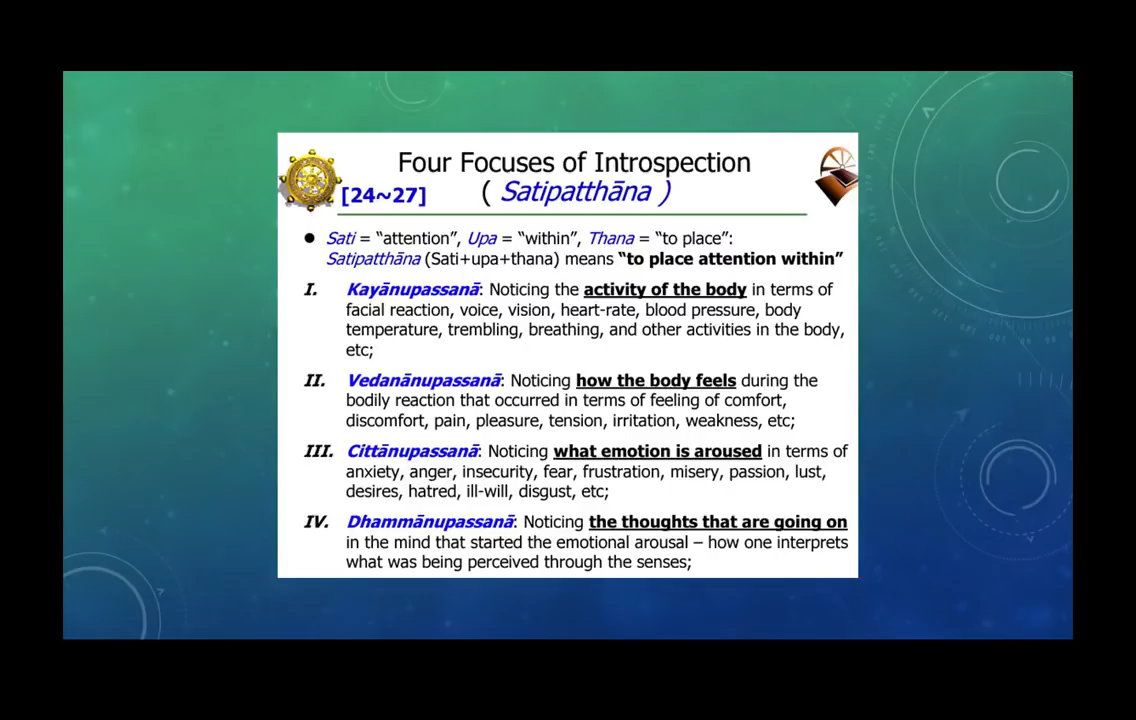 Four Focuses of Introspection
[24~27] ( Satipatthāna )
● Sati = “attention”, Upa = “within”, Thana = “to place”:
Satipatthāna (Sati+upa+thana) means “to place attention within”
I. Kayānupassanā: Noticing the activity of the body in terms of
facial reaction, voice, vision, heart-rate, blood pressure, body
temperature, trembling, breathing, and other activities in the body,
etc;
II. Vedanānupassanā: Noticing how the body feels during the
bodily reaction that occurred in terms of feeling of comfort,
discomfort, pain, pleasure, tension, irritation, weakness, etc;
III. Cittānupassanā: Noticing what emotion is aroused in terms of
anxiety, anger, insecurity, fear, frustration, misery, passion, lust,
desires, hatred, ill-will, disgust, etc;
IV. Dhammānupassanā: Noticing the thoughts that are going on
in the mind that started the emotional arousal – how one interprets
what was being perceived through the senses;